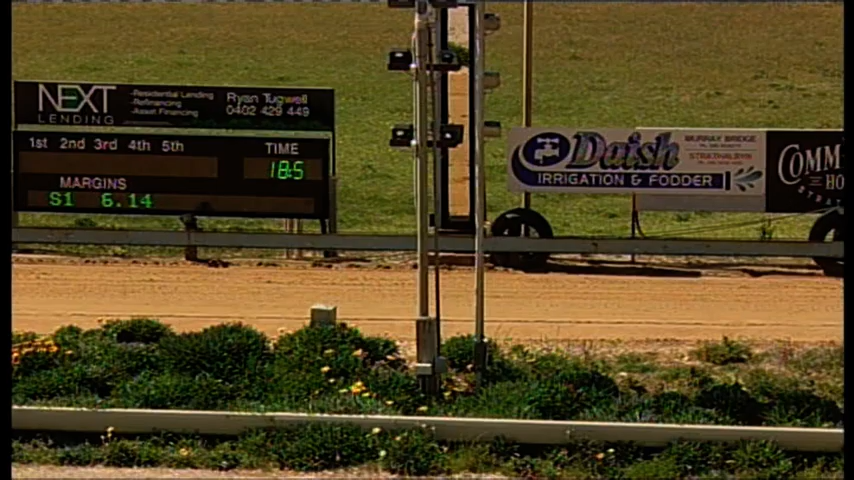 NEXT
LENDING
-Residential Lending
-Refinancing
-Asset Financing
Ryan Tugwell
0402 429 449
1st 2nd 3rd 4th 5th
TIME
18:5
MARGINS
S1 6.14
Daish
IRRIGATION & FODDER
MURRAY BRIDGE
STRATHALBYN
COMM
HO
STRAT